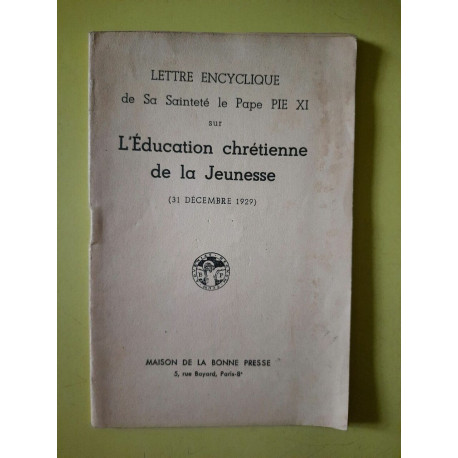 LETTRE ENCYCLIQUE
de Sa Sainteté le Pape PIE XI
sur
L'Éducation chrétienne
de la Jeunesse
(31 DÉCEMBRE 1929)
B P
MAISON DE LA BONNE PRESSE
5, rue Bayard, Paris-8e